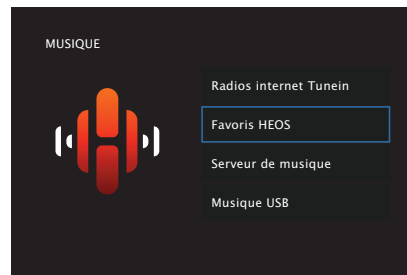 MUSIQUE
Radios internet Tunein
Favoris HEOS
Serveur de musique
Musique USB